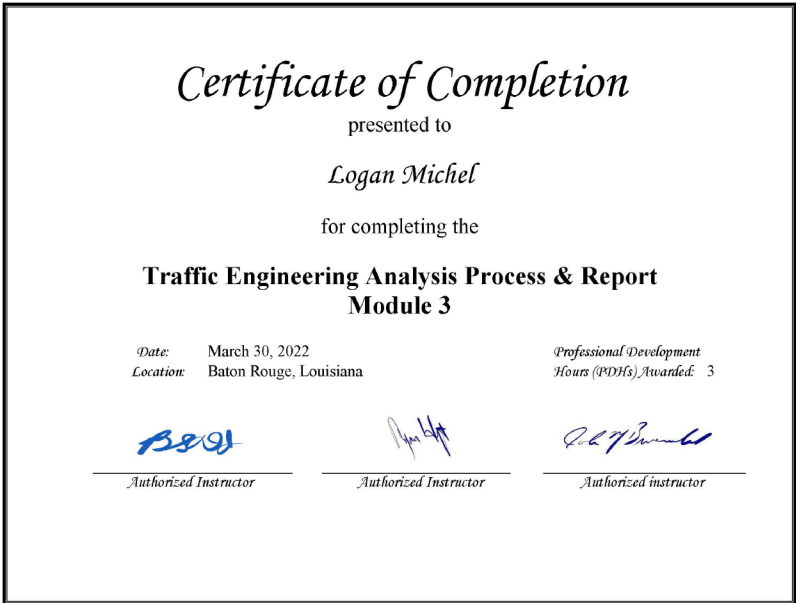 Certificate of Completion
presented to
Logan Michel
for completing the
Traffic Engineering Analysis Process & Report
Module 3
Date: March 30, 2022
Location: Baton Rouge, Louisiana
Professional Development
Hours (PDHs) Awarded: 3
Authorized Instructor
Authorized Instructor
Authorized instructor